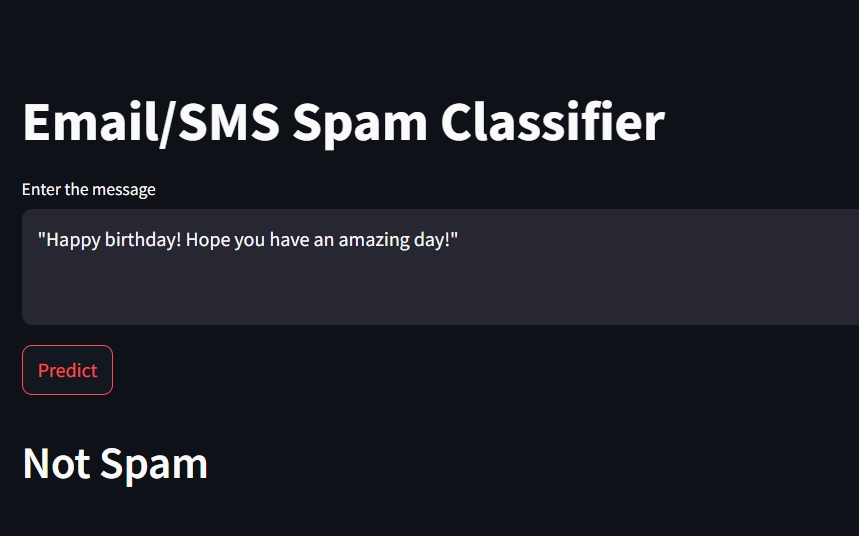 Email/SMS Spam Classifier
Enter the message
"Happy birthday! Hope you have an amazing day!"
Predict
Not Spam